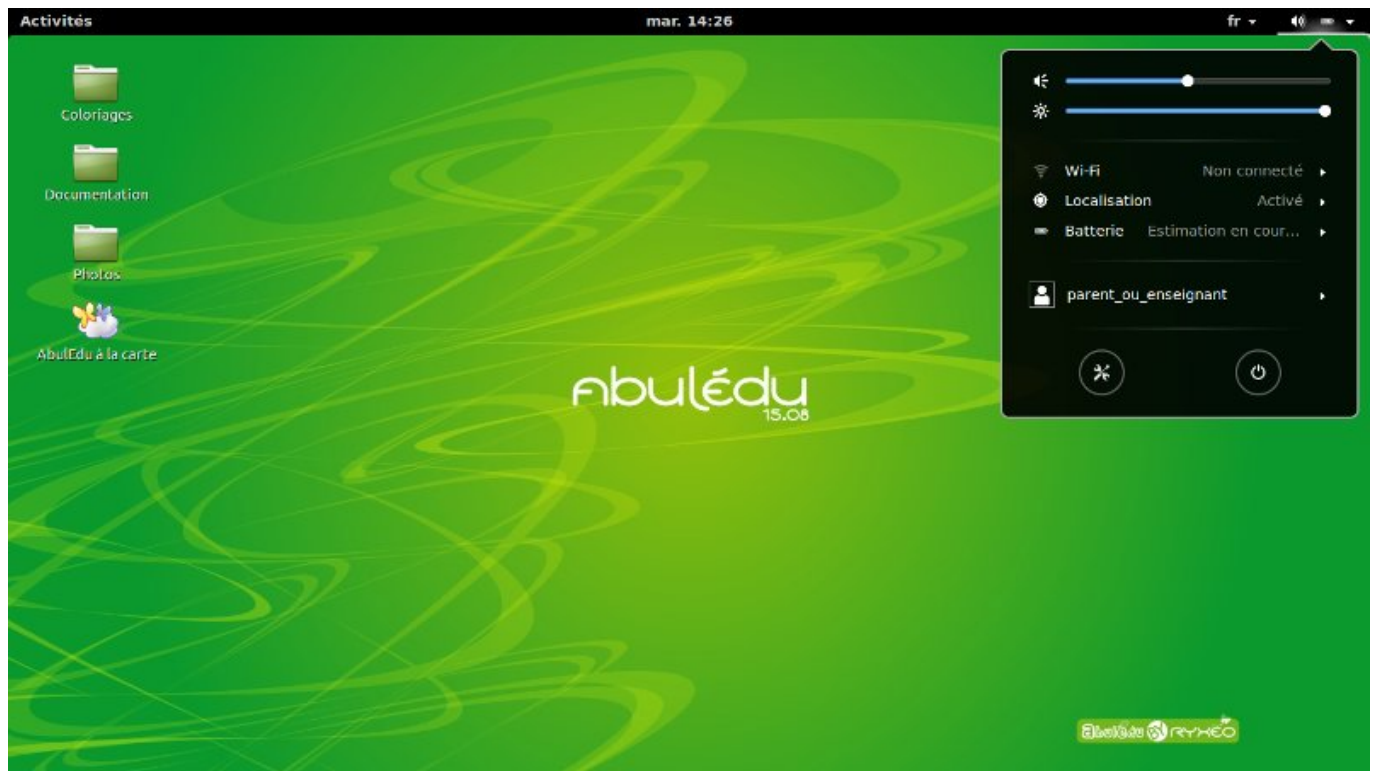 Activités
mar. 14:26
fr
Coloriages
Documentation
Photos
AbulEdu à la carte
abulédu
15.08
Wi-Fi Non connecté
Localisation Activé
Batterie Estimation en cour...
parent_ou_enseignant
AbulÉdu RYXEO